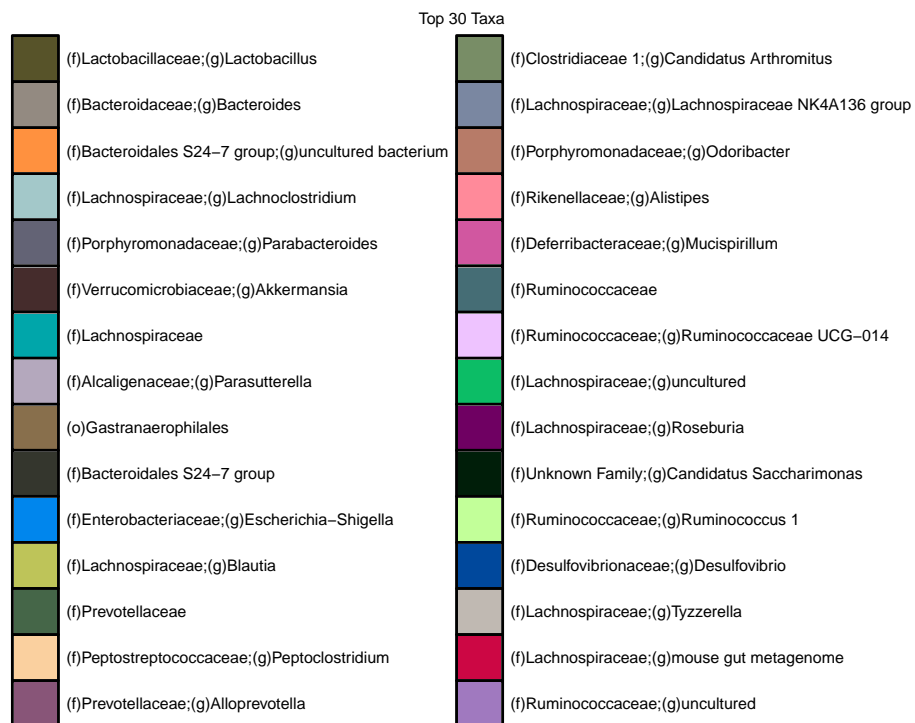 Top 30 Taxa
(f)Lactobacillaceae;(g)Lactobacillus
(f)Bacteroidaceae;(g)Bacteroides
(f)Bacteroidales S24−7 group;(g)uncultured bacterium
(f)Lachnospiraceae;(g)Lachnoclostridium
(f)Porphyromonadaceae;(g)Parabacteroides
(f)Verrucomicrobiaceae;(g)Akkermansia
(f)Lachnospiraceae
(f)Alcaligenaceae;(g)Parasutterella
(o)Gastranaerophilales
(f)Bacteroidales S24−7 group
(f)Enterobacteriaceae;(g)Escherichia−Shigella
(f)Lachnospiraceae;(g)Blautia
(f)Prevotellaceae
(f)Peptostreptococcaceae;(g)Peptoclostridium
(f)Prevotellaceae;(g)Alloprevotella
(f)Clostridiaceae 1;(g)Candidatus Arthromitus
(f)Lachnospiraceae;(g)Lachnospiraceae NK4A136 group
(f)Porphyromonadaceae;(g)Odoribacter
(f)Rikenellaceae;(g)Alistipes
(f)Deferribacteraceae;(g)Mucispirillum
(f)Ruminococcaceae
(f)Ruminococcaceae;(g)Ruminococcaceae UCG−014
(f)Lachnospiraceae;(g)uncultured
(f)Lachnospiraceae;(g)Roseburia
(f)Unknown Family;(g)Candidatus Saccharimonas
(f)Ruminococcaceae;(g)Ruminococcus 1
(f)Desulfovibrionaceae;(g)Desulfovibrio
(f)Lachnospiraceae;(g)Tyzzerella
(f)Lachnospiraceae;(g)mouse gut metagenome
(f)Ruminococcaceae;(g)uncultured